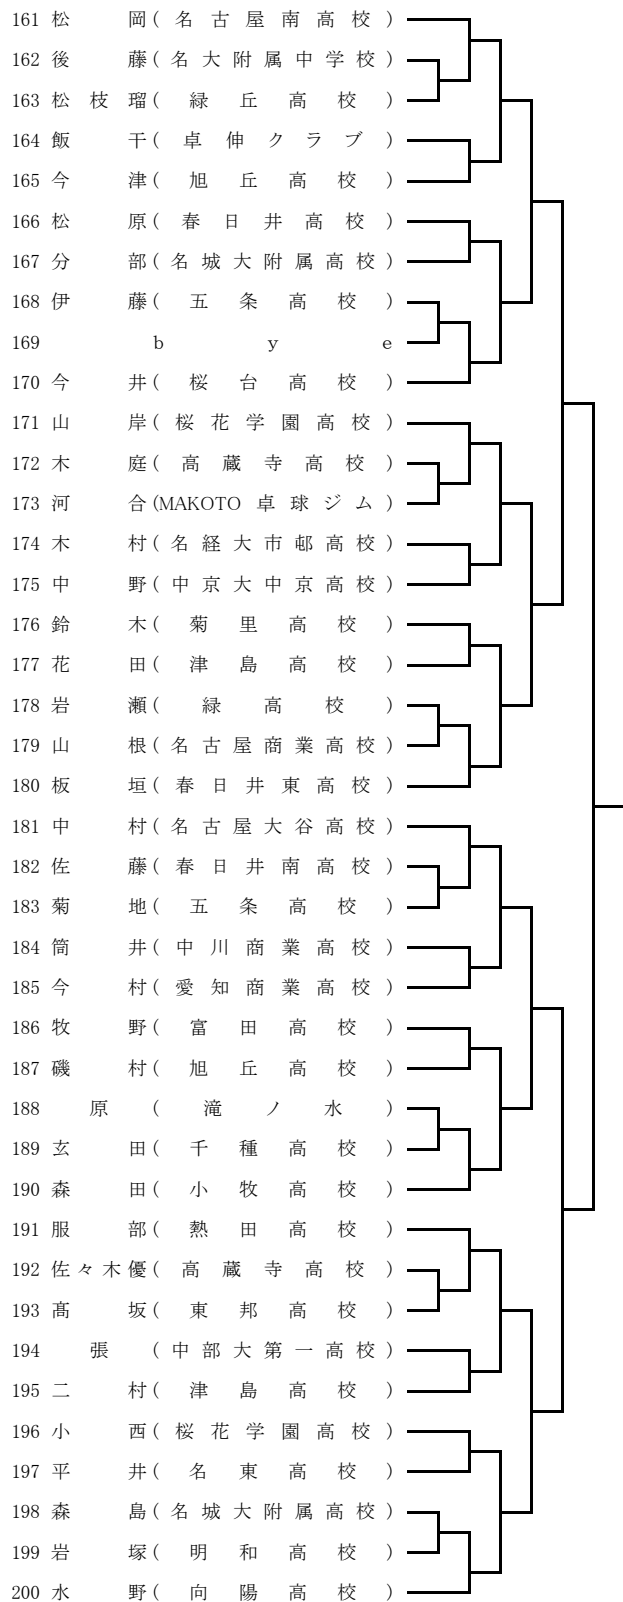 161 松岡(名古屋南高校)
162 後藤(名大附属中学校)
163 松枝瑠(緑丘高校)
164 飯干(卓伸クラブ)
165 今津(旭丘高校)
166 松原(春日井高校)
167 分部(名城大附属高校)
168 伊藤(五条高校)
169 bye
170 今井(桜台高校)
171 山岸(桜花学園高校)
172 木庭(高蔵寺高校)
173 河合(MAKOTO卓球ジム)
174 木村(名経大市邨高校)
175 中野(中京大中京高校)
176 鈴木(菊里高校)
177 花田(津島高校)
178 岩瀬(緑高校)
179 山根(名古屋商業高校)
180 板垣(春日井東高校)
181 中村(名古屋大谷高校)
182 佐藤(春日井南高校)
183 菊地(五条高校)
184 筒井(中川商業高校)
185 今村(愛知商業高校)
186 牧野(富田高校)
187 磯村(旭丘高校)
188 原(滝ノ水)
189 玄田(千種高校)
190 森田(小牧高校)
191 服部(熱田高校)
192 佐々木優(高蔵寺高校)
193 髙坂(東邦高校)
194 張(中部大第一高校)
195 二村(津島高校)
196 小西(桜花学園高校)
197 平井(名東高校)
198 森島(名城大附属高校)
199 岩塚(明和高校)
200 水野(向陽高校)